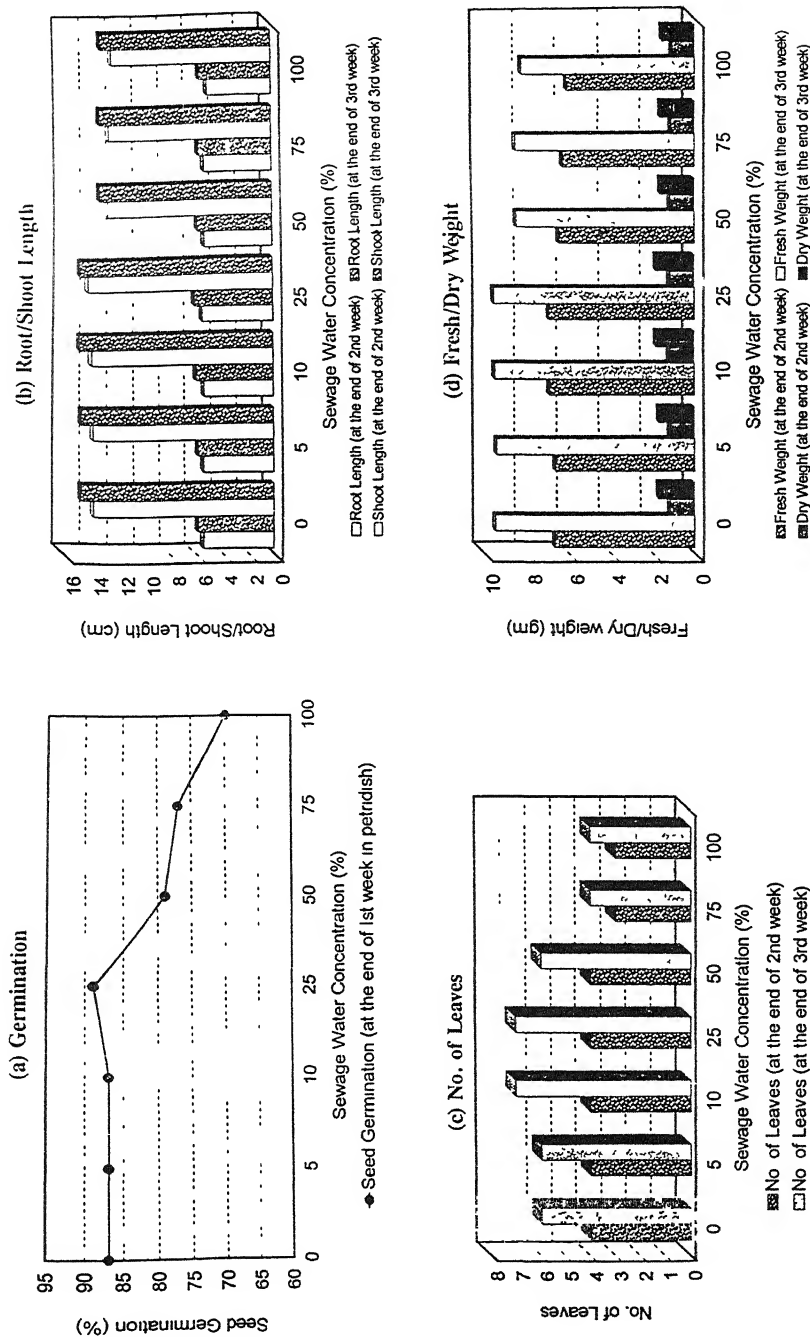 (a) Germination
Seed Germination (%)
95
90
85
80
75
70
65
60
0
5
10
25
50
75
100
Sewage Water Concentration (%)
Seed Germination (at the end of Ist week in petridish)
(b) Root/Shoot Length
Root/Shoot Length (cm)
16
14
12
10
8
6
4
2
0
0
5
10
25
50
75
100
Sewage Water Concentration (%)
Root Length (at the end of 2nd week)
Root Length (at the end of 3rd week)
Shoot Length (at the end of 2nd week)
Shoot Length (at the end of 3rd week)
(c) No. of Leaves
No. of Leaves
8
7
6
5
4
3
2
1
0
0
5
10
25
50
75
100
Sewage Water Concentration (%)
No of Leaves (at the end of 2nd week)
No of Leaves (at the end of 3rd week)
(d) Fresh/Dry Weight
Fresh/Dry weight (gm)
10
8
6
4
2
0
0
5
10
25
50
75
100
Sewage Water Concentration (%)
Fresh Weight (at the end of 2nd week)
Fresh Weight (at the end of 3rd week)
Dry Weight (at the end of 2nd week)
Dry Weight (at the end of 3rd week)